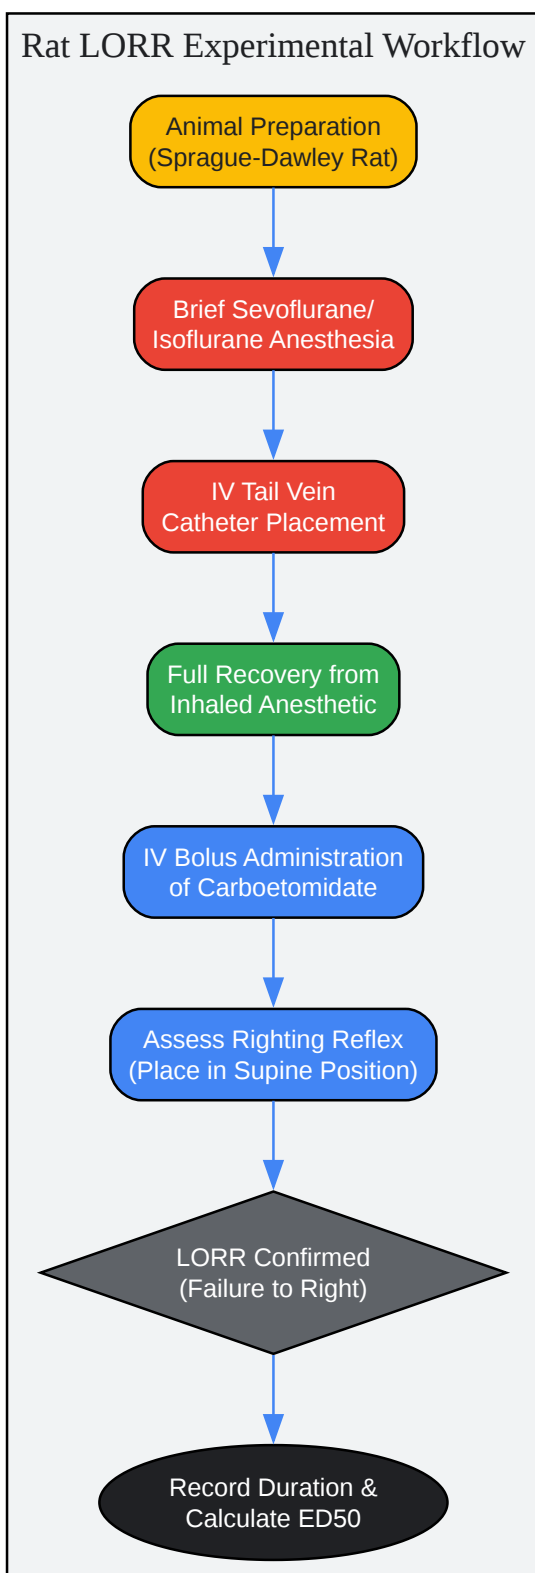 Rat LORR Experimental Workflow
Animal Preparation
(Sprague-Dawley Rat)
Brief Sevoflurane/
Isoflurane Anesthesia
IV Tail Vein
Catheter Placement
Full Recovery from
Inhaled Anesthetic
IV Bolus Administration
of Carboetomidate
Assess Righting Reflex
(Place in Supine Position)
LORR Confirmed
(Failure to Right)
Record Duration &
Calculate ED50